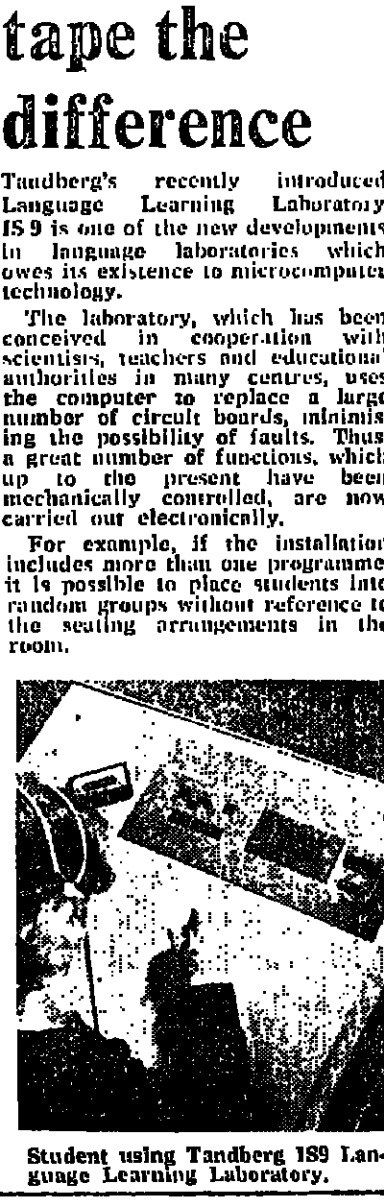 tape the
difference
Tandberg's recently introduced
Language Learning Laboratory
IS 9 is one of the new developments
in language laboratories which
owes its existence to microcomputer
technology.
The laboratory, which has been
conceived in cooperation with
scientists, teachers and educational
authorities in many centres, uses
the computer to replace a large
number of circuit boards, minimis
ing the possibility of faults. Thus
a great number of functions, which
up to the present have been
mechanically controlled, are now
carried out electronically.
For example, if the installation
includes more than one programme
it is possible to place students into
random groups without reference to
the seating arrangements in the
room.
Student using Tandberg IS9 Lan-
guage Learning Laboratory.